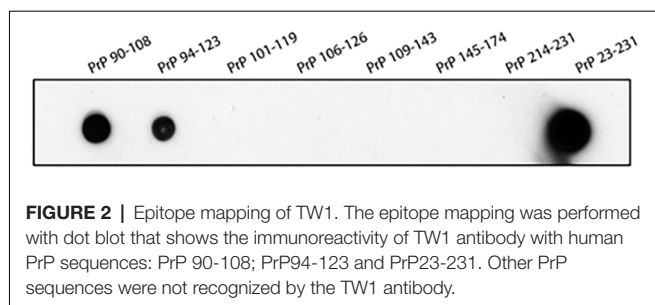 PrP 90-108 PrP 94-123 PrP 101-119 PrP 106-126 PrP 109-143 PrP 145-174 PrP 214-231 PrP 23-231
FIGURE 2 | Epitope mapping of TW1. The epitope mapping was performed
with dot blot that shows the immunoreactivity of TW1 antibody with human
PrP sequences: PrP 90-108; PrP94-123 and PrP23-231. Other PrP
sequences were not recognized by the TW1 antibody.